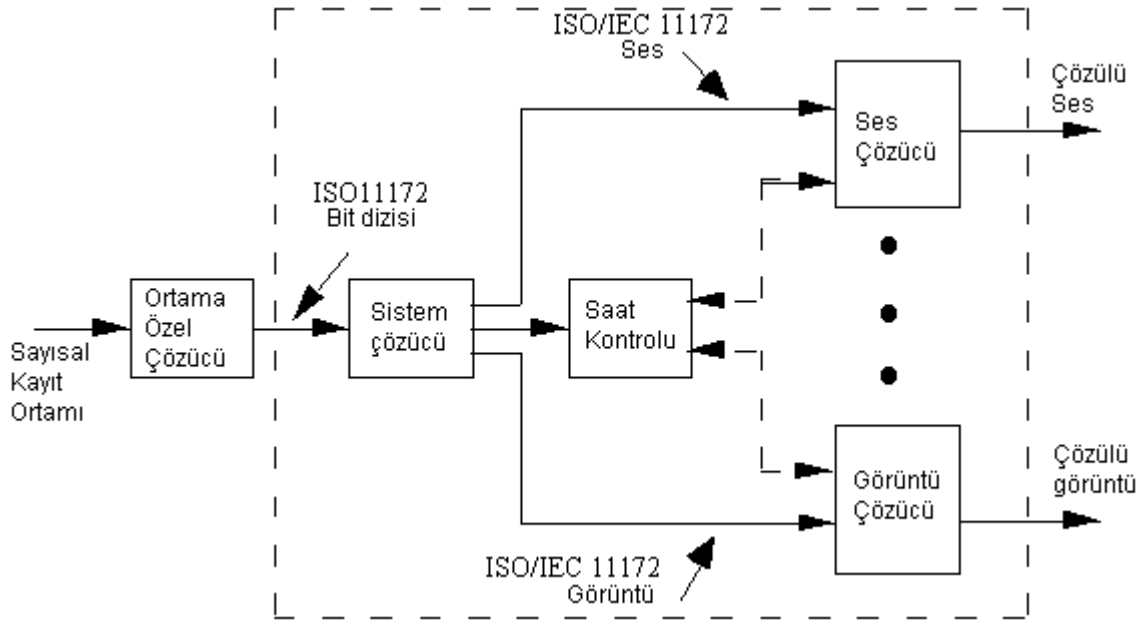 ISO/IEC 11172
Ses
Ses
Çözücü
Çözülü
Ses
ISO11172
Bit dizisi
Ortama
Özel
Çözücü
Sistem
çözücü
Saat
Kontrolu
Sayısal
Kayıt
Ortamı
Görüntü
Çözücü
Çözülü
görüntü
ISO/IEC 11172
Görüntü